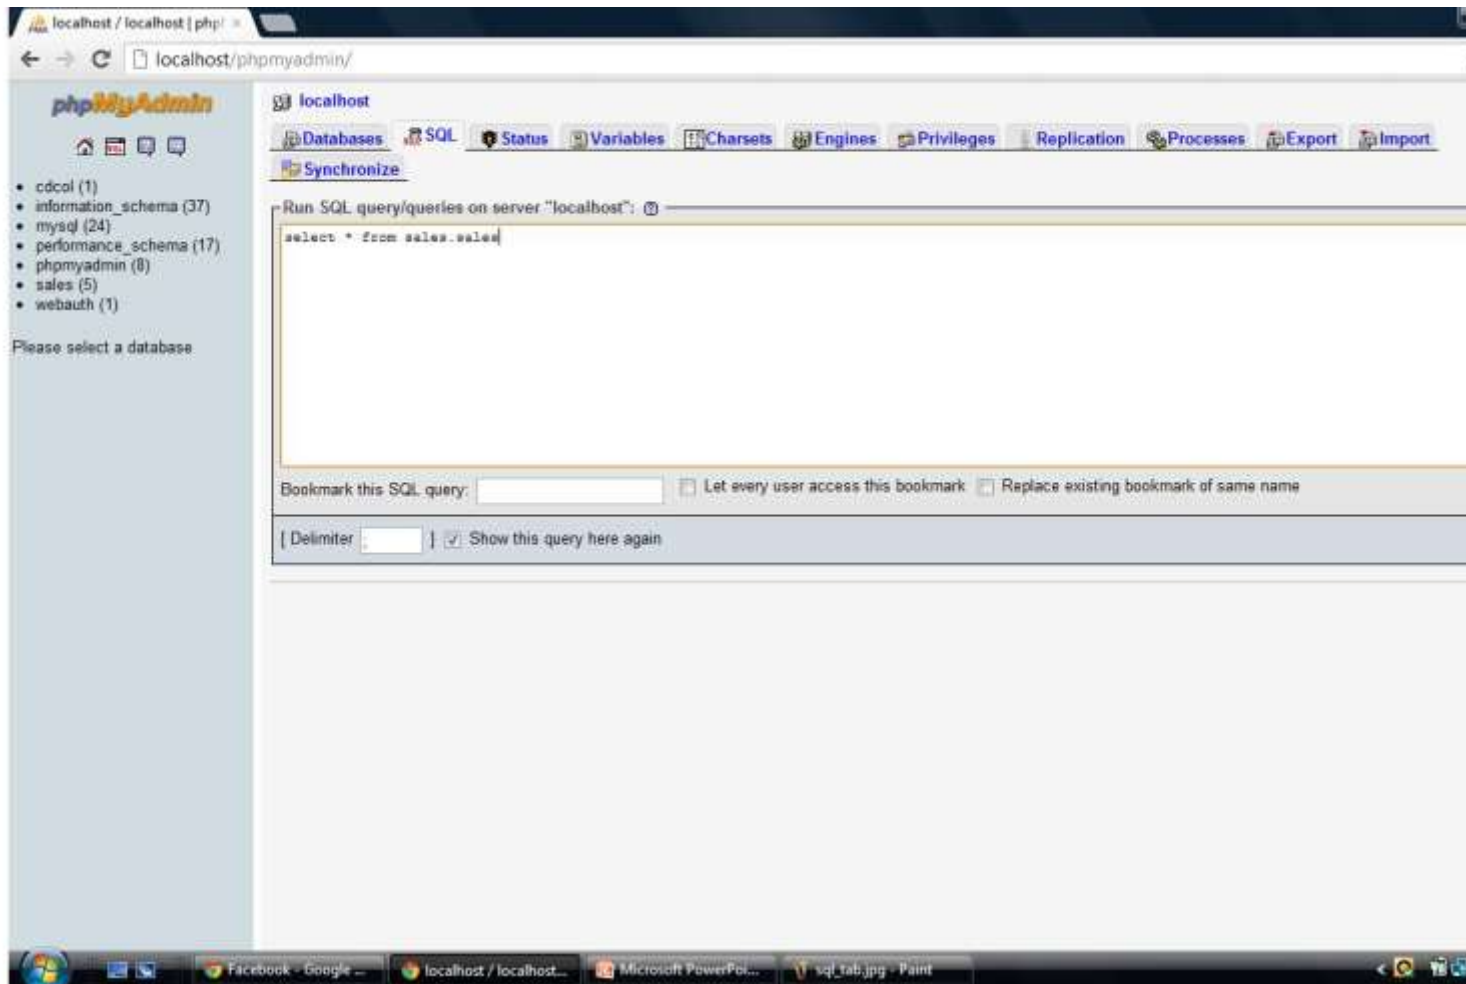 localhost / localhost | php
localhost/phpmyadmin/
phpMyAdmin
cdcol (1)
information_schema (37)
mysql (24)
performance_schema (17)
phpmyadmin (8)
sales (5)
webauth (1)
Please select a database
localhost
Databases SQL Status Variables Charsets Engines Privileges Replication Processes Export Import
Synchronize
Run SQL query/queries on server "localhost":
select * from sales.sales
Bookmark this SQL query: Let every user access this bookmark Replace existing bookmark of same name
[ Delimiter ; ] Show this query here again
Facebook - Google ... localhost / localhost... Microsoft PowerPoi... sql_tab.jpg - Paint